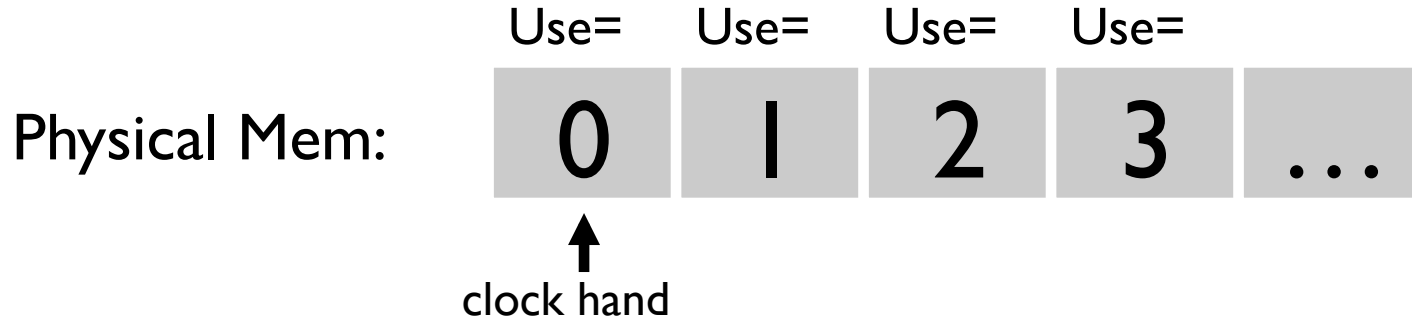 Use= Use= Use= Use=
Physical Mem: 0 1 2 3 ...
clock hand